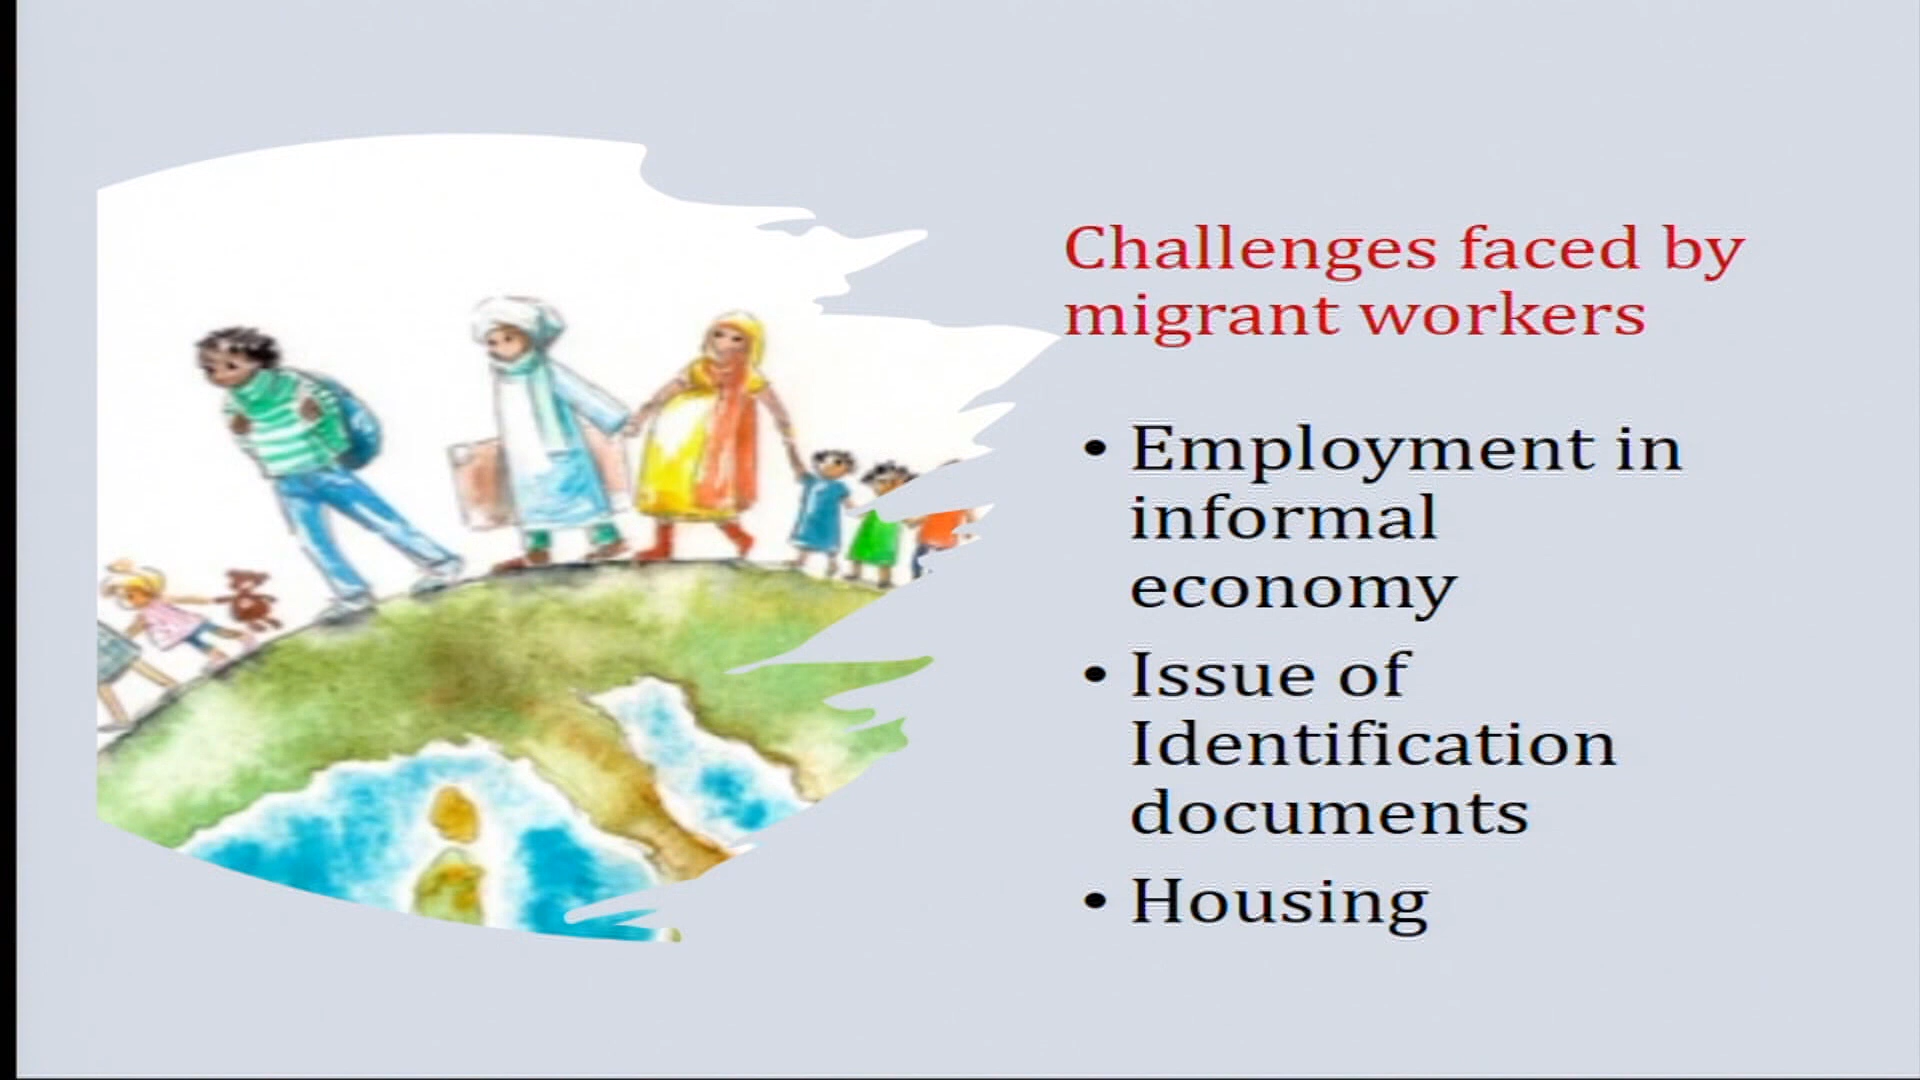 Challenges faced by
migrant workers
• Employment in
informal
economy
• Issue of
Identification
documents
• Housing